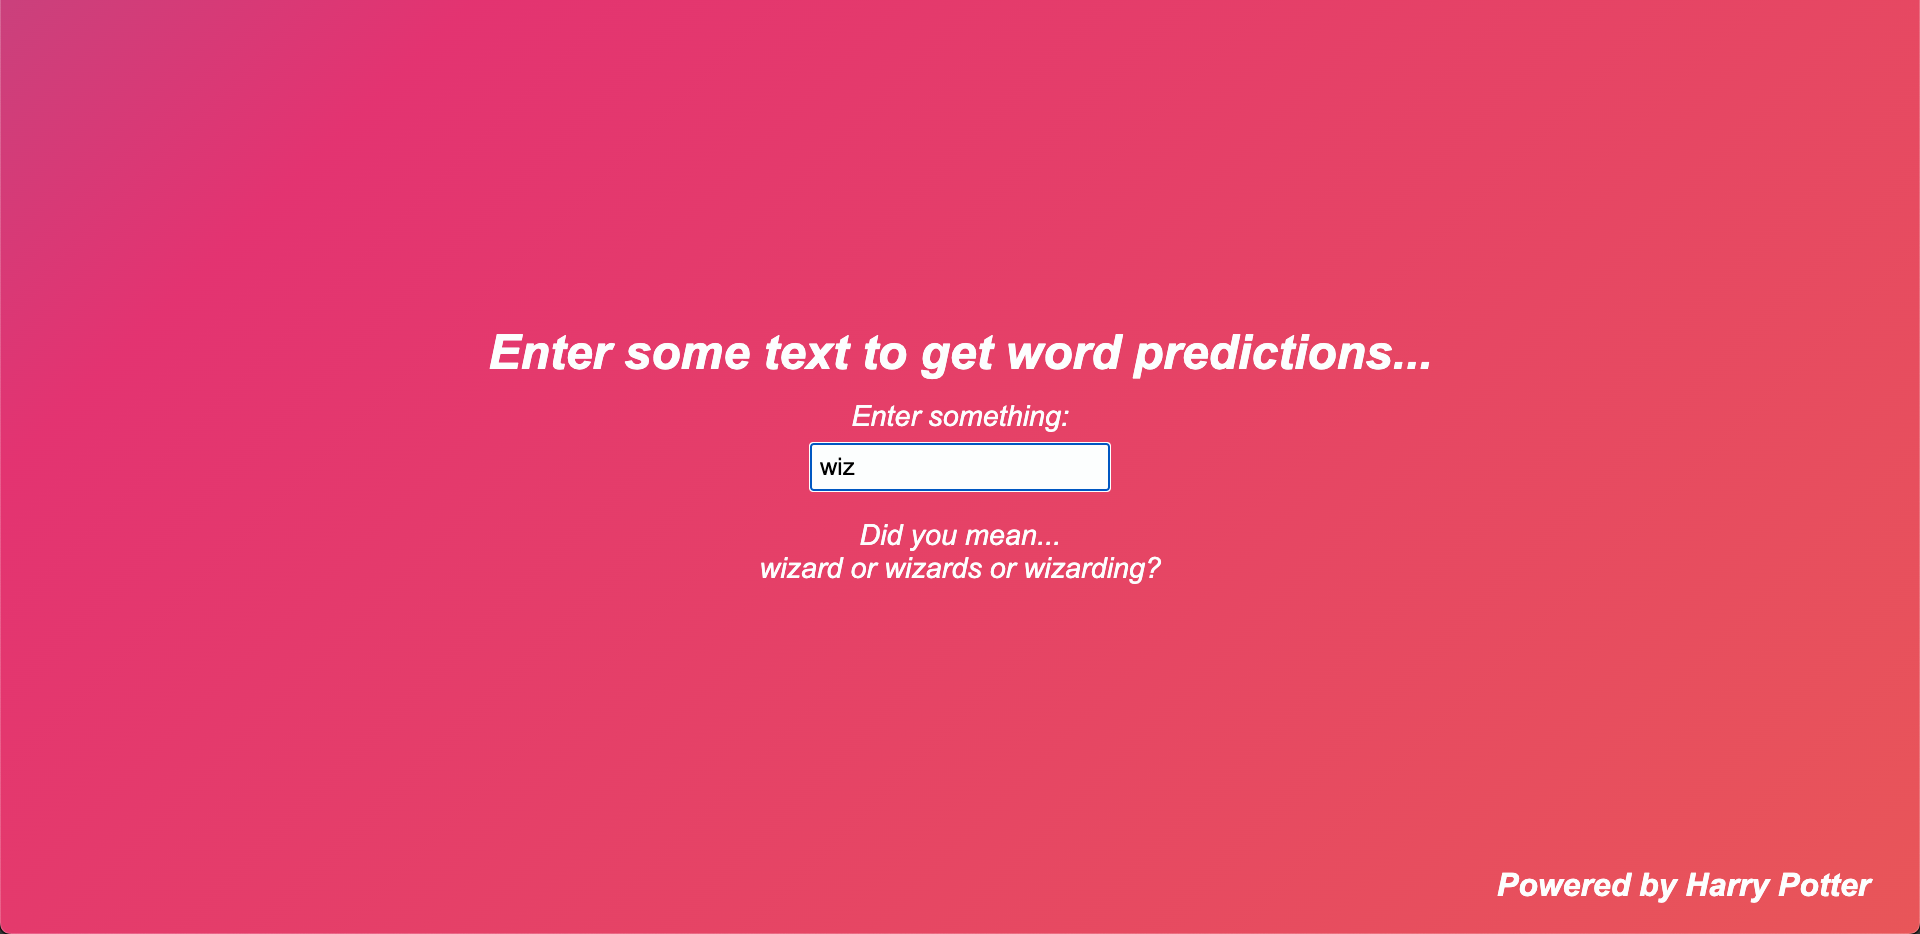 Enter some text to get word predictions...
Enter something:
wiz
Did you mean...
wizard or wizards or wizarding?
Powered by Harry Potter